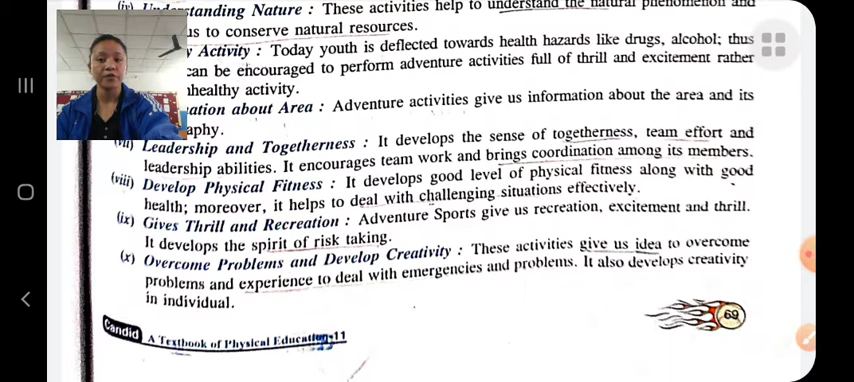 (iv) Understanding Nature : These activities help to understand the natural phenomenon and
us to conserve natural resources.
y Activity : Today youth is deflected towards health hazards like drugs, alcohol; thus
can be encouraged to perform adventure activities full of thrill and excitement rather
healthy activity.
ation about Area : Adventure activities give us information about the area and its
aphy.
(vii) Leadership and Togetherness : It develops the sense of togetherness, team effort and
leadership abilities. It encourages team work and brings coordination among its members.
(viii) Develop Physical Fitness : It develops good level of physical fitness along with good
health; moreover, it helps to deal with challenging situations effectively.
(ix) Gives Thrill and Recreation : Adventure Sports give us recreation, excitement and thrill.
It develops the spirit of risk taking.
(x) Overcome Problems and Develop Creativity : These activities give us idea to overcome
problems and experience to deal with emergencies and problems. It also develops creativity
in individual.
69
Candid A Textbook of Physical Education-11